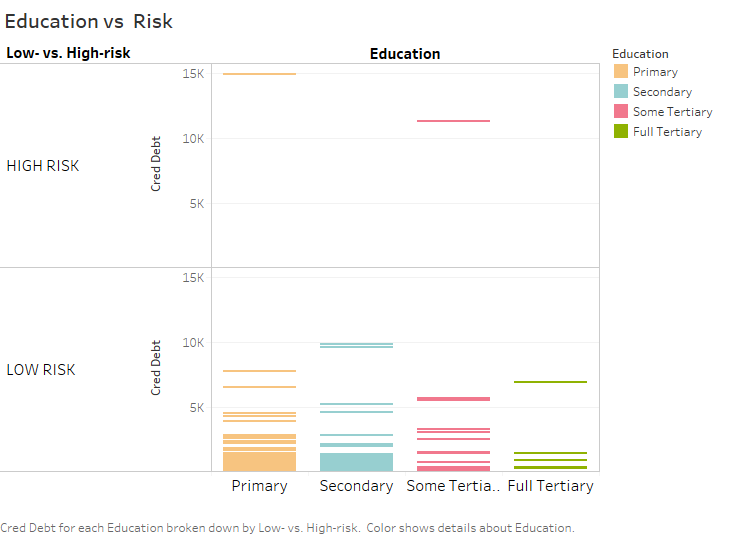 Education vs  Risk
Low- vs. High-risk
Education
Education
Primary
Secondary
Some Tertiary
Full Tertiary
15K
10K
5K
Cred Debt
HIGH RISK
15K
10K
5K
Cred Debt
LOW RISK
Primary Secondary Some Tertia.. Full Tertiary
Cred Debt for each Education broken down by Low- vs. High-risk.  Color shows details about Education.